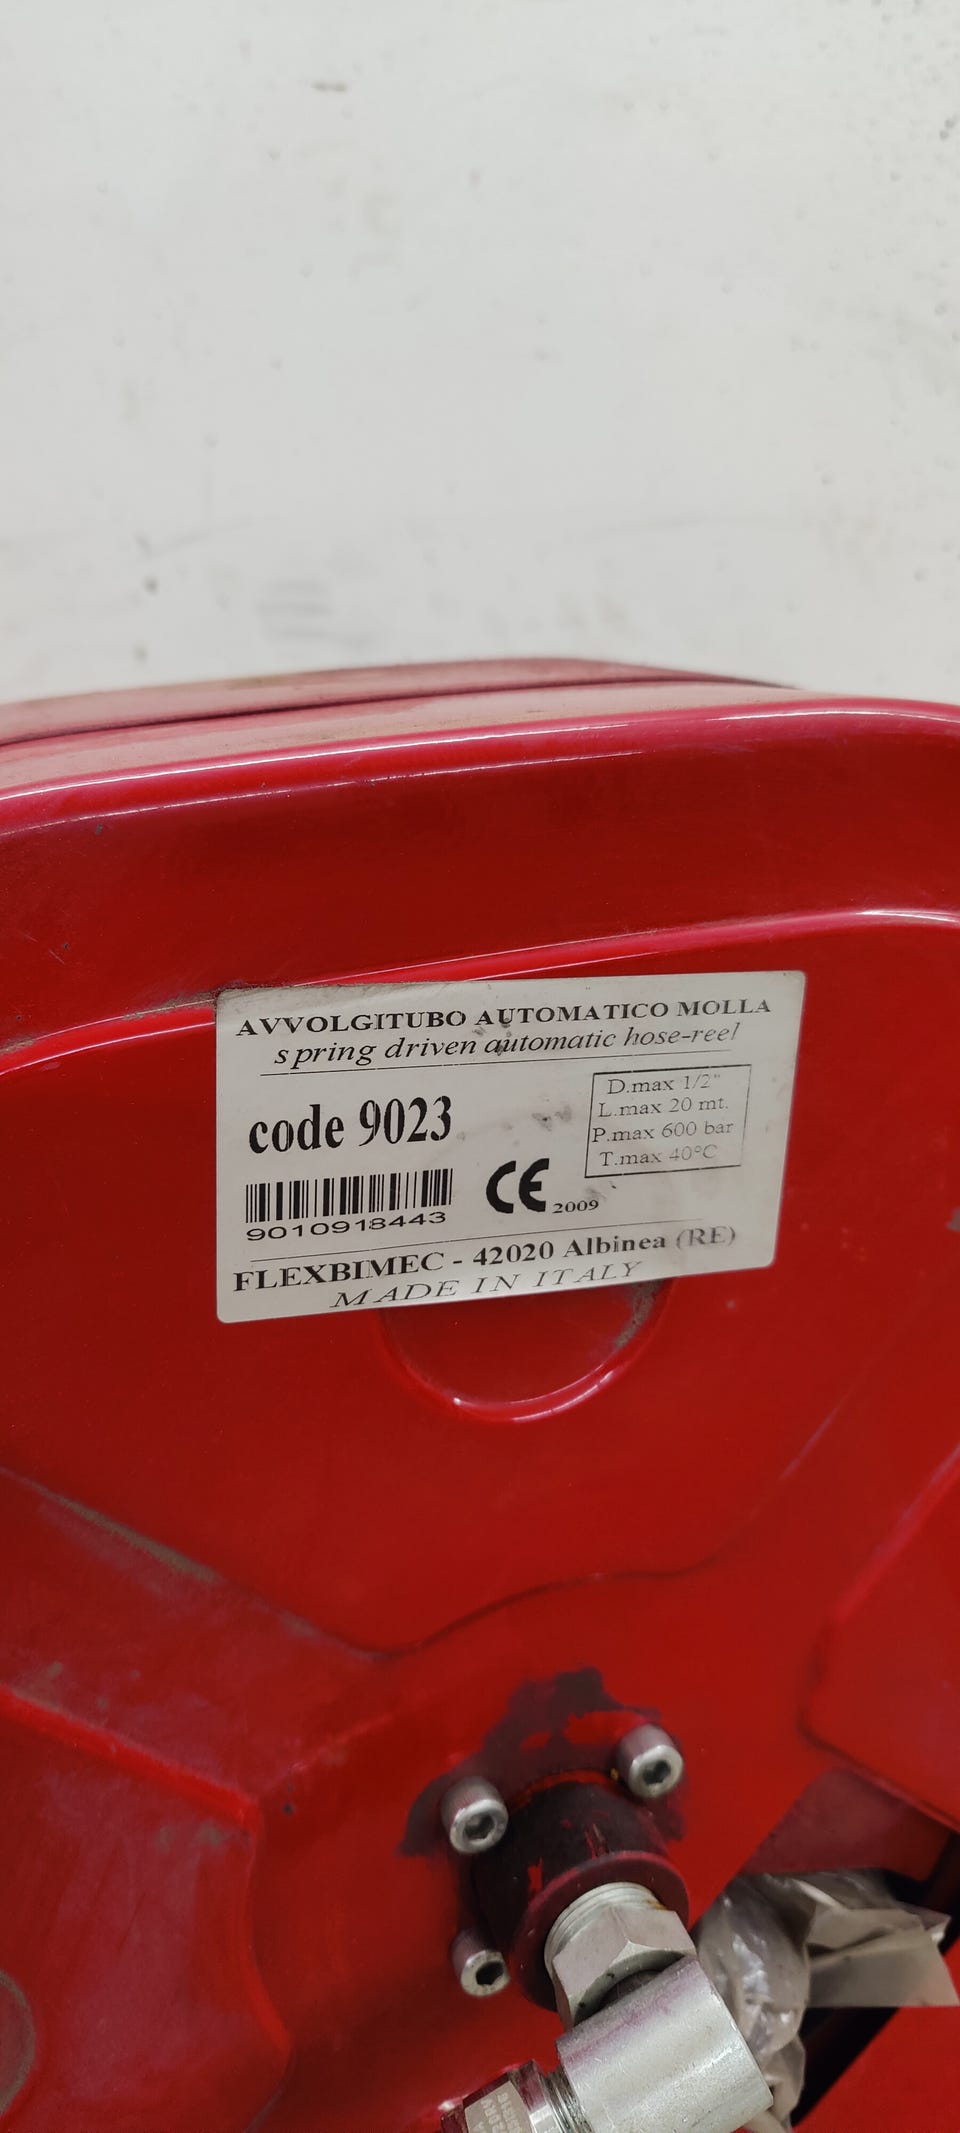 AVVOLGITUBO AUTOMATICO MOLLA
spring driven automatic hose-reel
code 9023
D.max 1/2"
L.max 20 mt.
P.max 600 bar
T.max 40°C
9010918443
CE 2009
FLEXBIMEC - 42020 Albinea (RE)
MADE IN ITALY